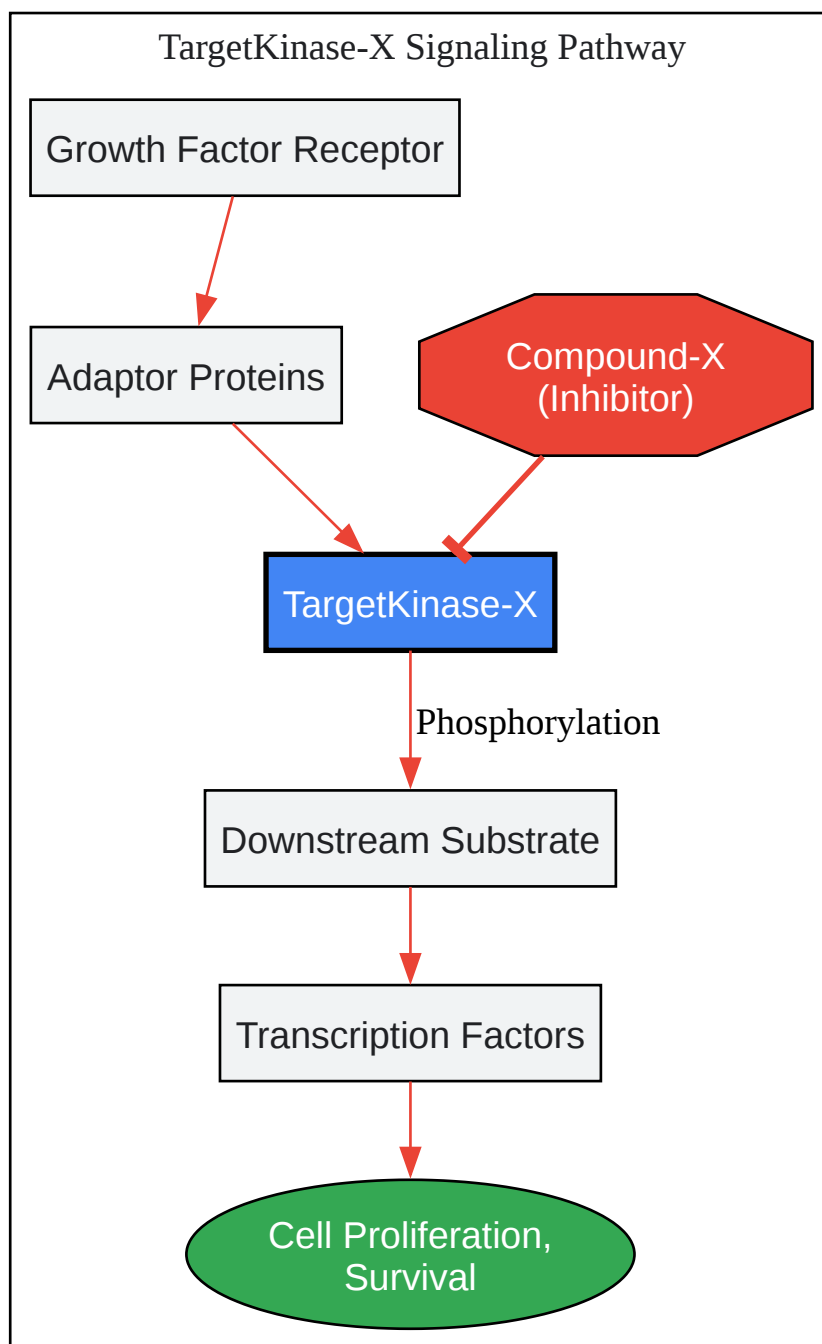 TargetKinase-X Signaling Pathway
Growth Factor Receptor
Adaptor Proteins
Compound-X
(Inhibitor)
TargetKinase-X
Phosphorylation
Downstream Substrate
Transcription Factors
Cell Proliferation,
Survival